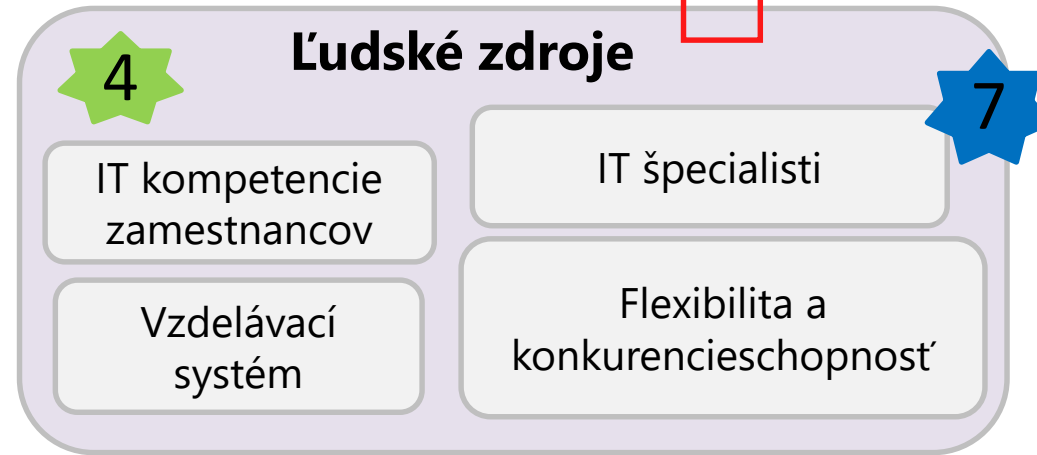 Ľudské zdroje
4
7
IT kompetencie
zamestnancov
IT špecialisti
Vzdelávací
systém
Flexibilita a
konkurencieschopnosť